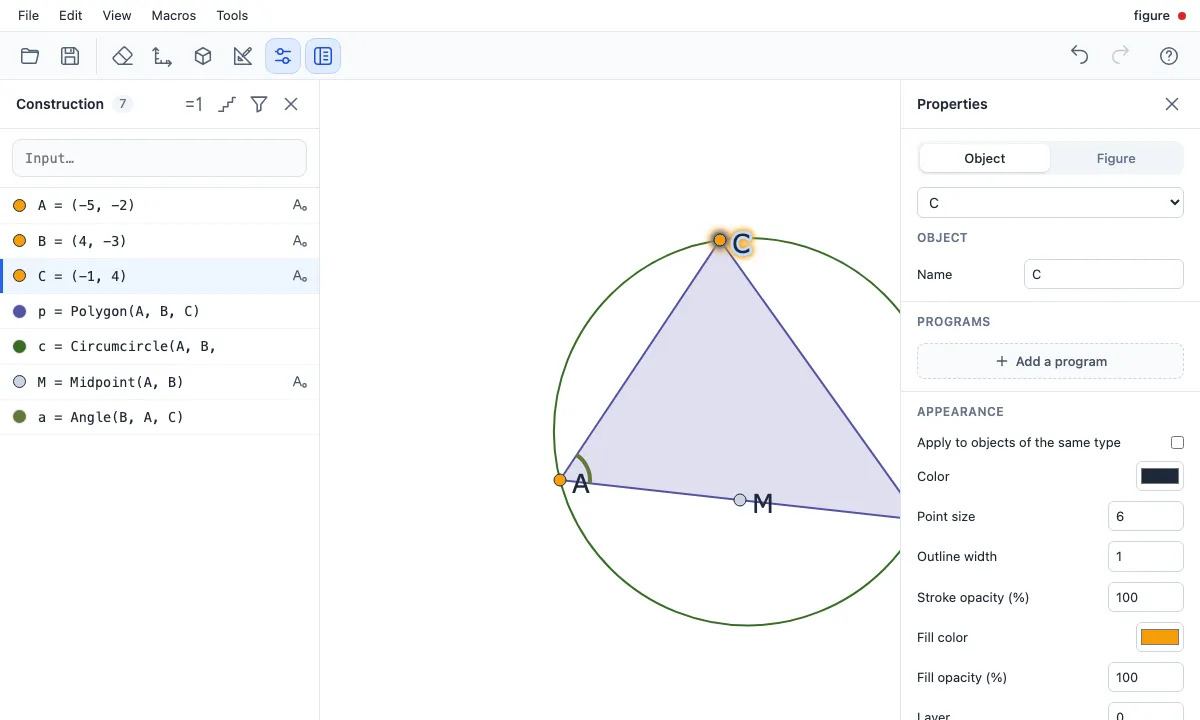 File Edit View Macros Tools figure
Construction 7 =1
Input…
A = (−5, −2) A
B = (4, −3) A
C = (−1, 4) A
p = Polygon(A, B, C)
c = Circumcircle(A, B,
M = Midpoint(A, B) A
a = Angle(B, A, C)
C
A
M
Properties
Object Figure
C
OBJECT
Name C
PROGRAMS
+ Add a program
APPEARANCE
Apply to objects of the same type
Color
Point size 6
Outline width 1
Stroke opacity (%) 100
Fill color
Fill opacity (%) 100
Layer 0